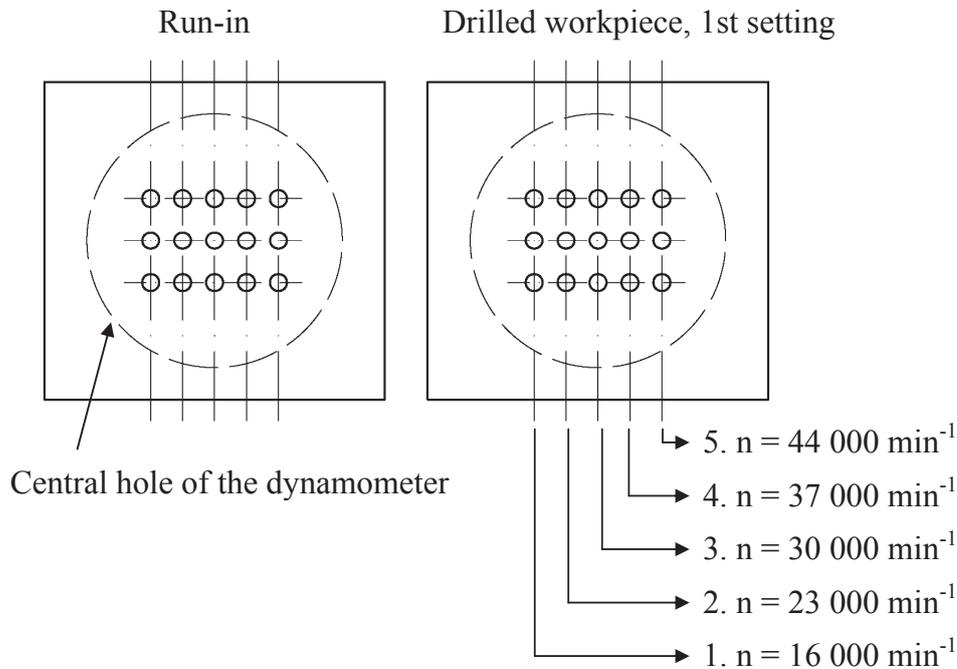 Run-in
Drilled workpiece, 1st setting
Central hole of the dynamometer
5. n = 44 000 min⁻¹
4. n = 37 000 min⁻¹
3. n = 30 000 min⁻¹
2. n = 23 000 min⁻¹
1. n = 16 000 min⁻¹